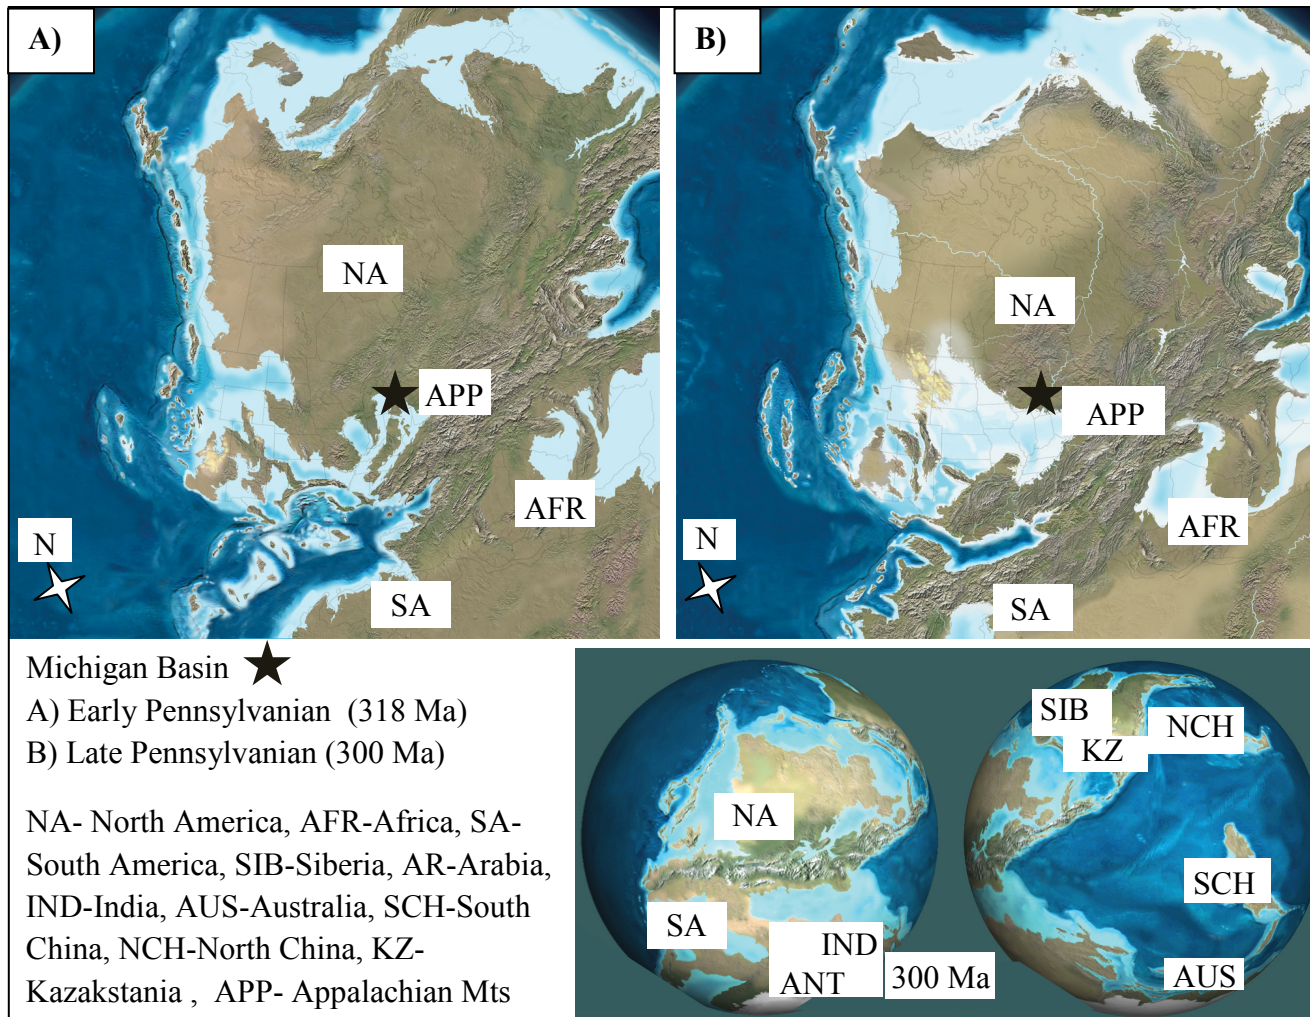 A)
NA
APP
AFR
N
SA
B)
NA
APP
AFR
N
SA
Michigan Basin
A) Early Pennsylvanian (318 Ma)
B) Late Pennsylvanian (300 Ma)
NA- North America, AFR-Africa, SA-
South America, SIB-Siberia, AR-Arabia,
IND-India, AUS-Australia, SCH-South
China, NCH-North China, KZ-
Kazakstania , APP- Appalachian Mts
NA
SA
IND
ANT
300 Ma
SIB
NCH
KZ
SCH
AUS